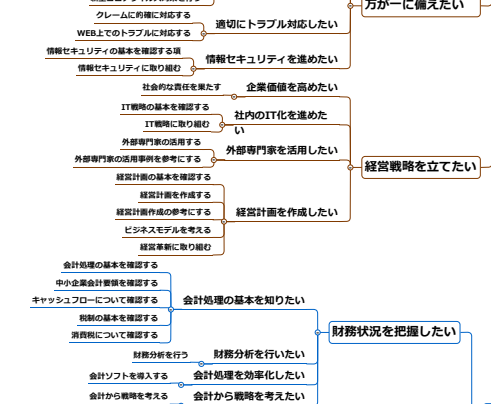 万が一に備えたい
クレームに的確に対応する
適切にトラブル対応したい
WEB上でのトラブルに対応する
情報セキュリティの基本を確認する項
情報セキュリティを進めたい
情報セキュリティに取り組む
社会的な責任を果たす
企業価値を高めたい
IT戦略の基本を確認する
社内のIT化を進めた
い
IT戦略に取り組む
外部専門家の活用する
外部専門家を活用したい
外部専門家の活用事例を参考にする
経営戦略を立てたい
経営計画の基本を確認する
経営計画を作成する
経営計画作成の参考にする
経営計画を作成したい
ビジネスモデルを考える
経営革新に取り組む
会計処理の基本を確認する
中小企業会計要領を確認する
キャッシュフローについて確認する
会計処理の基本を知りたい
税制の基本を確認する
消費税について確認する
財務状況を把握したい
財務分析を行う
財務分析を行いたい
会計ソフトを導入する
会計処理を効率化したい
会計から戦略を考える
会計から戦略を考えたい